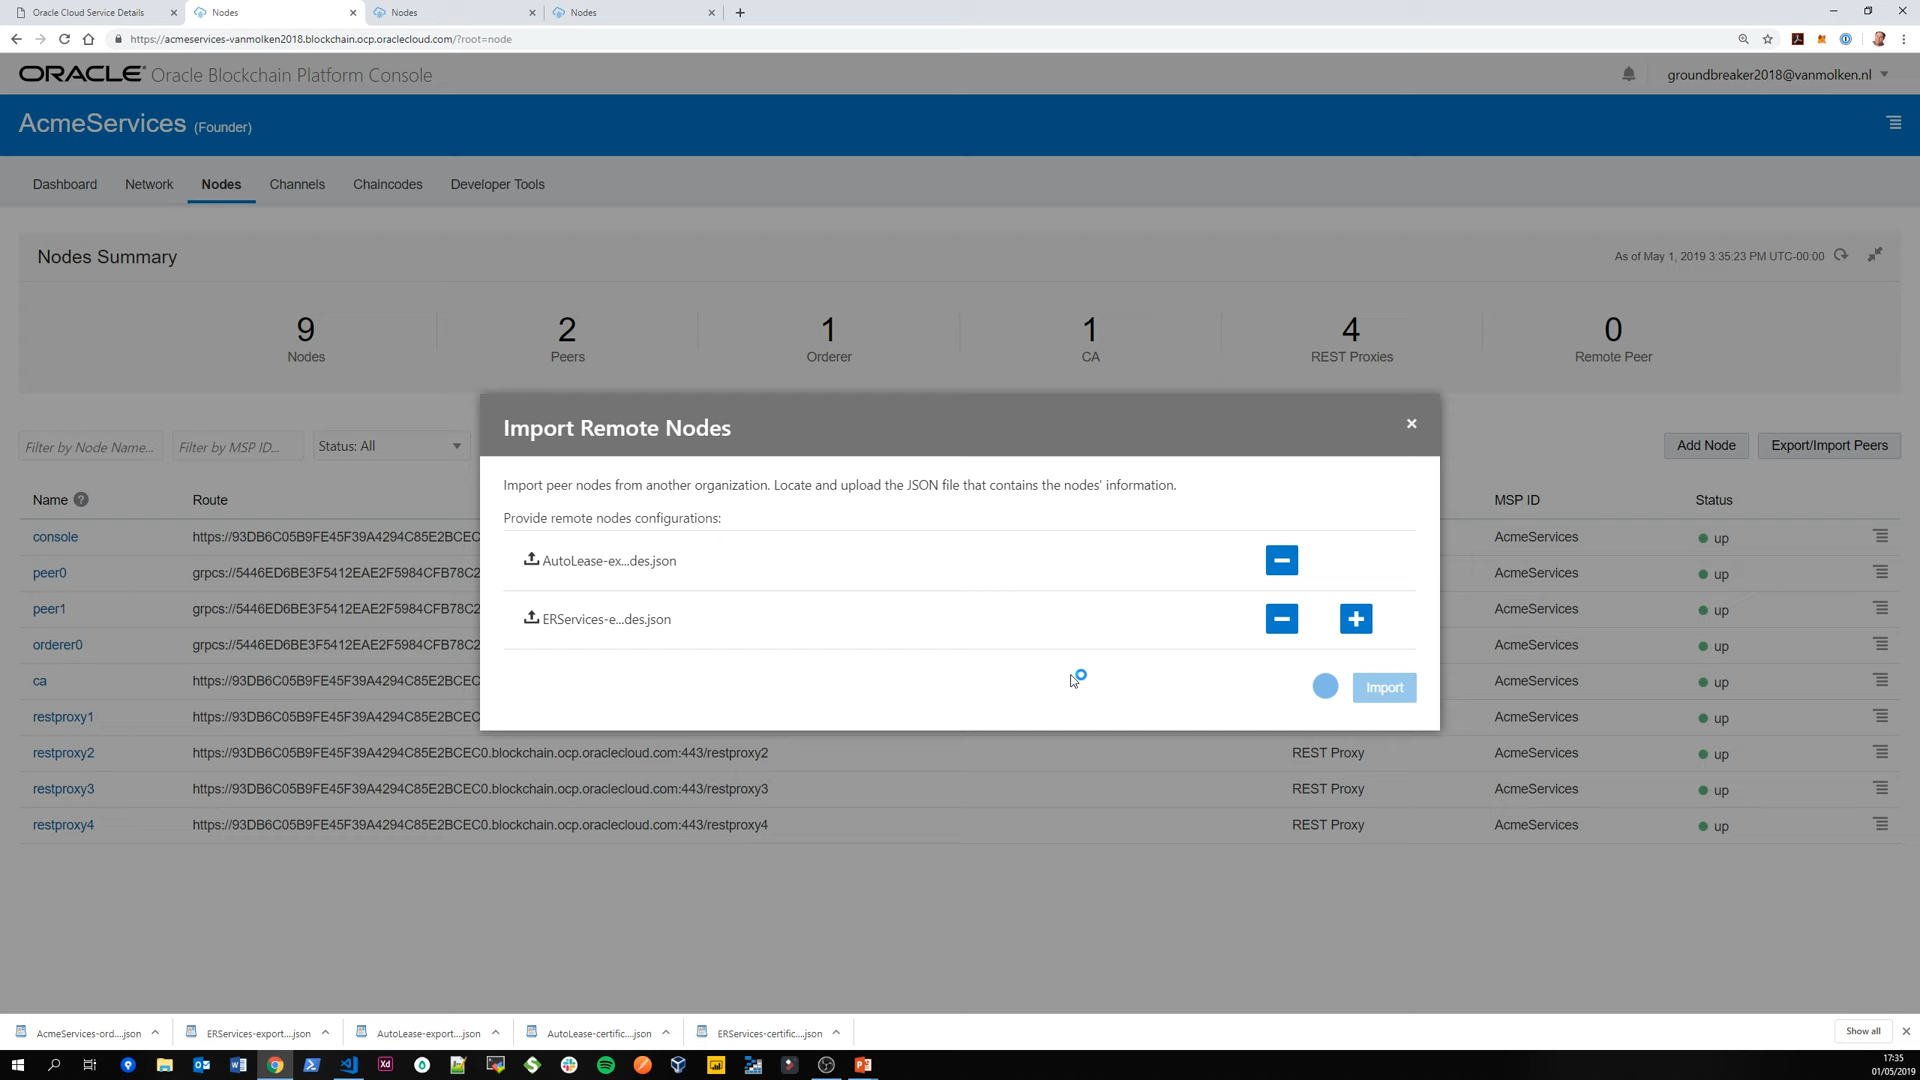 Oracle Cloud Service Details
Nodes
Nodes
Nodes
https://acmeservices-vanmolken2018.blockchain.ocp.oraclecloud.com/?root=node
ORACLE Oracle Blockchain Platform Console
groundbreaker2018@vanmolken.nl
AcmeServices (Founder)
Dashboard Network Nodes Channels Chaincodes Developer Tools
Nodes Summary
As of May 1, 2019 3:35:23 PM UTC-00:00
9 2 1 1 4 0
Nodes Peers Orderer CA REST Proxies Remote Peer
Import Remote Nodes
Import peer nodes from another organization. Locate and upload the JSON file that contains the nodes' information.
Provide remote nodes configurations:
AutoLease-ex...des.json
ERServices-e...des.json
Import
Filter by Node Name... Filter by MSP ID... Status: All Add Node Export/Import Peers
Name Route MSP ID Status
console https://93DB6C05B9FE45F39A4294C85E2BCEC AcmeServices up
peer0 grpcs://5446ED6BE3F5412EAE2F5984CFB78C2 AcmeServices up
peer1 grpcs://5446ED6BE3F5412EAE2F5984CFB78C2 AcmeServices up
orderer0 grpcs://5446ED6BE3F5412EAE2F5984CFB78C2 AcmeServices up
ca https://93DB6C05B9FE45F39A4294C85E2BCEC AcmeServices up
restproxy1 https://93DB6C05B9FE45F39A4294C85E2BCEC AcmeServices up
restproxy2 https://93DB6C05B9FE45F39A4294C85E2BCEC0.blockchain.ocp.oraclecloud.com:443/restproxy2 REST Proxy AcmeServices up
restproxy3 https://93DB6C05B9FE45F39A4294C85E2BCEC0.blockchain.ocp.oraclecloud.com:443/restproxy3 REST Proxy AcmeServices up
restproxy4 https://93DB6C05B9FE45F39A4294C85E2BCEC0.blockchain.ocp.oraclecloud.com:443/restproxy4 REST Proxy AcmeServices up
AcmeServices-ord....json ERServices-export....json AutoLease-export....json AutoLease-certific....json ERServices-certific....json Show all
17:35
01/05/2019